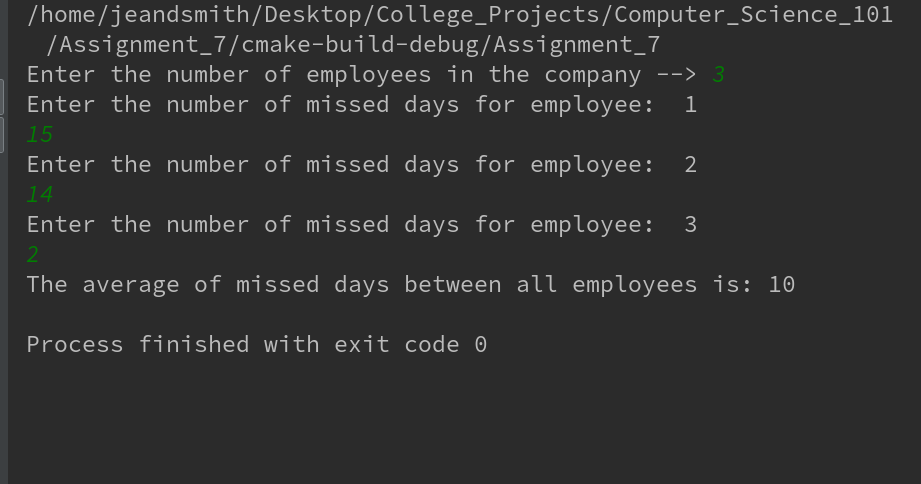 /home/jeandsmith/Desktop/College_Projects/Computer_Science_101
/Assignment_7/cmake-build-debug/Assignment_7
Enter the number of employees in the company --> 3
Enter the number of missed days for employee:  1
15
Enter the number of missed days for employee:  2
14
Enter the number of missed days for employee:  3
2
The average of missed days between all employees is: 10
Process finished with exit code 0